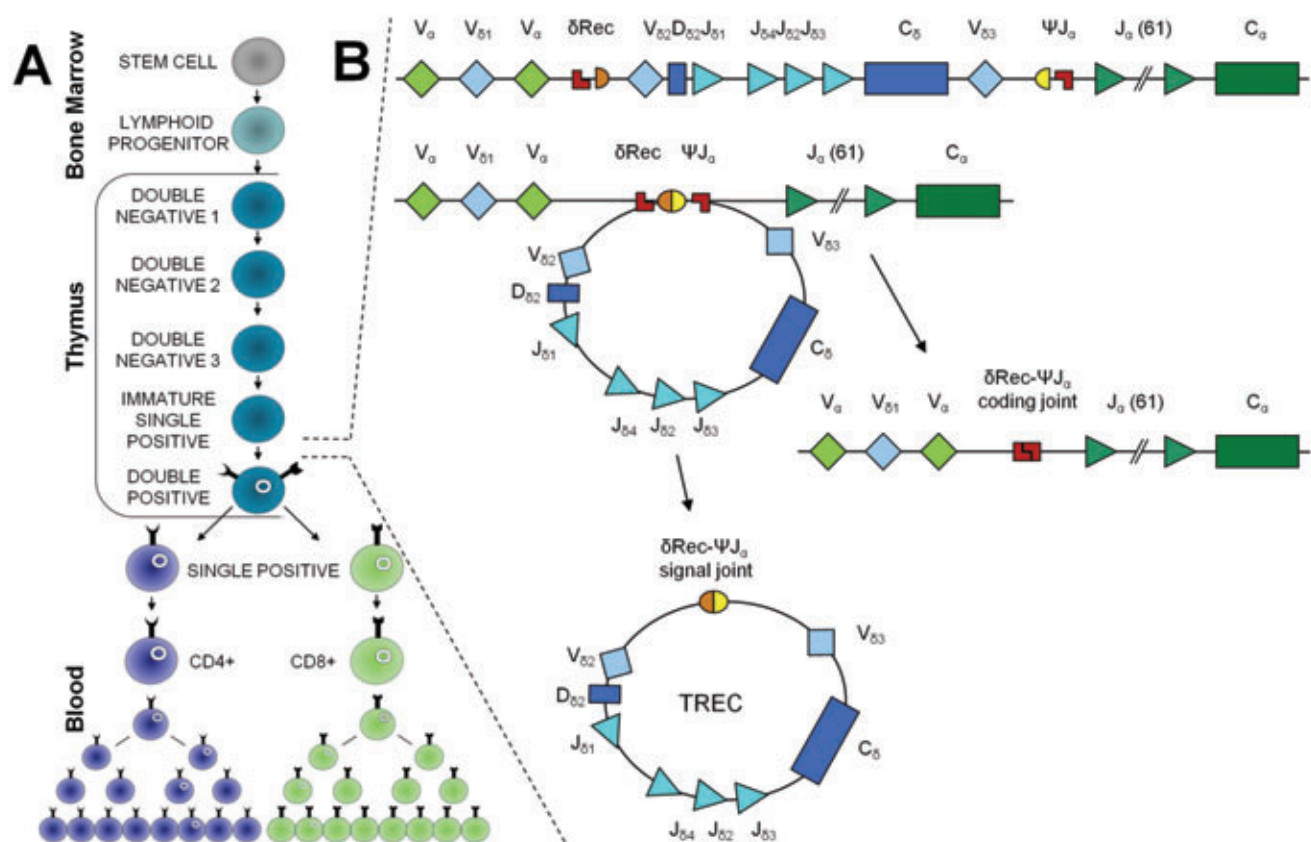 A
Bone Marrow
STEM CELL
LYMPHOID
PROGENITOR
Thymus
DOUBLE
NEGATIVE 1
DOUBLE
NEGATIVE 2
DOUBLE
NEGATIVE 3
IMMATURE
SINGLE
POSITIVE
DOUBLE
POSITIVE
SINGLE POSITIVE
Blood
CD4+
CD8+
B
Vα Vδ1 Vα δRec Vδ2Dδ2Jδ1 Jδ4Jδ2Jδ3 Cδ Vδ3 ΨJα Jα (61) Cα
Vα Vδ1 Vα δRec ΨJα Jα (61) Cα
Vδ2
Vδ3
Dδ2
Jδ1
Cδ
Jδ4 Jδ2 Jδ3
δRec-ΨJα
coding joint
Vα Vδ1 Vα Jα (61) Cα
δRec-ΨJα
signal joint
Vδ2
Vδ3
Dδ2
TREC
Jδ1
Cδ
Jδ4 Jδ2 Jδ3